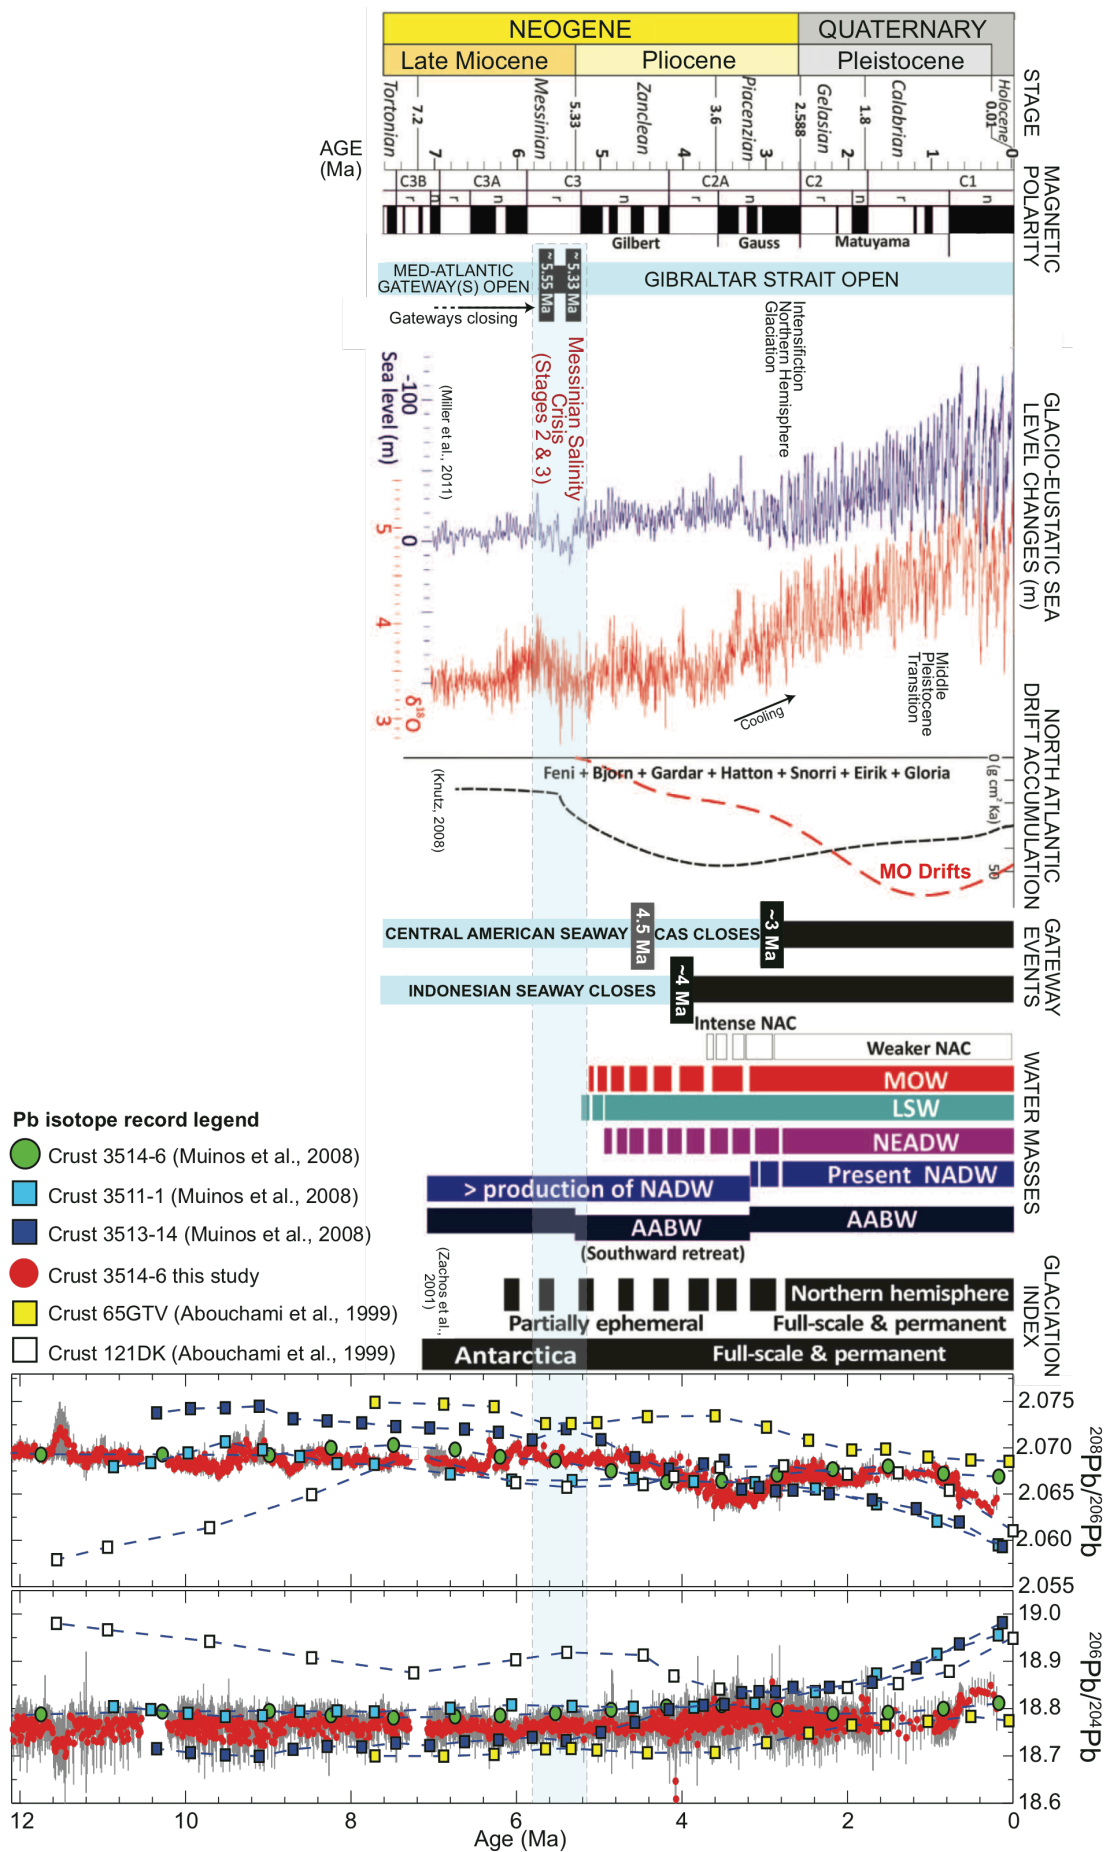 NEOGENE
QUATERNARY
Late Miocene
Pliocene
Pleistocene
Tortonian
7.2
Messinian
5.33
Zanclean
3.6
Piacenzian
2.588
Gelasian
1.8
Calabrian
0.01
Holocene
STAGE
AGE
(Ma)
7
6
5
4
3
2
1
0
C3B
C3A
C3
C2A
C2
C1
r
n
r
n
r
n
r
n
r
n
r
n
MAGNETIC
POLARITY
Gilbert
Gauss
Matuyama
MED-ATLANTIC
GATEWAY(S) OPEN
~5.55 Ma
~5.33 Ma
GIBRALTAR STRAIT OPEN
Gateways closing
Messinian Salinity
Crisis
(Stages 2 & 3)
Intensifiction
Northern Hemisphere
Glaciation
-100
0
Sea level (m)
(Miller et al., 2011)
5
4
3
δ18O
GLACIO-EUSTATIC SEA
LEVEL CHANGES (m)
Cooling
Middle
Pleistocene
Transition
NORTH ATLANTIC
DRIFT ACCUMULATION
0 (g cm² Ka)
50
Feni + Bjorn + Gardar + Hatton + Snorri + Eirik + Gloria
(Knutz, 2008)
MO Drifts
CENTRAL AMERICAN SEAWAY
4.5 Ma
CAS CLOSES
~3 Ma
INDONESIAN SEAWAY CLOSES
~4 Ma
GATEWAY
EVENTS
Intense NAC
Weaker NAC
MOW
LSW
NEADW
> production of NADW
Present NADW
AABW
AABW
(Southward retreat)
WATER MASSES
(Zachos et al.,
2001)
Northern hemisphere
Partially ephemeral
Full-scale & permanent
Antarctica
Full-scale & permanent
GLACIATION
INDEX
Pb isotope record legend
Crust 3514-6 (Muinos et al., 2008)
Crust 3511-1 (Muinos et al., 2008)
Crust 3513-14 (Muinos et al., 2008)
Crust 3514-6 this study
Crust 65GTV (Abouchami et al., 1999)
Crust 121DK (Abouchami et al., 1999)
2.075
2.070
2.065
2.060
2.055
208Pb/206Pb
19.0
18.9
18.8
18.7
18.6
206Pb/204Pb
12
10
8
6
4
2
0
Age (Ma)